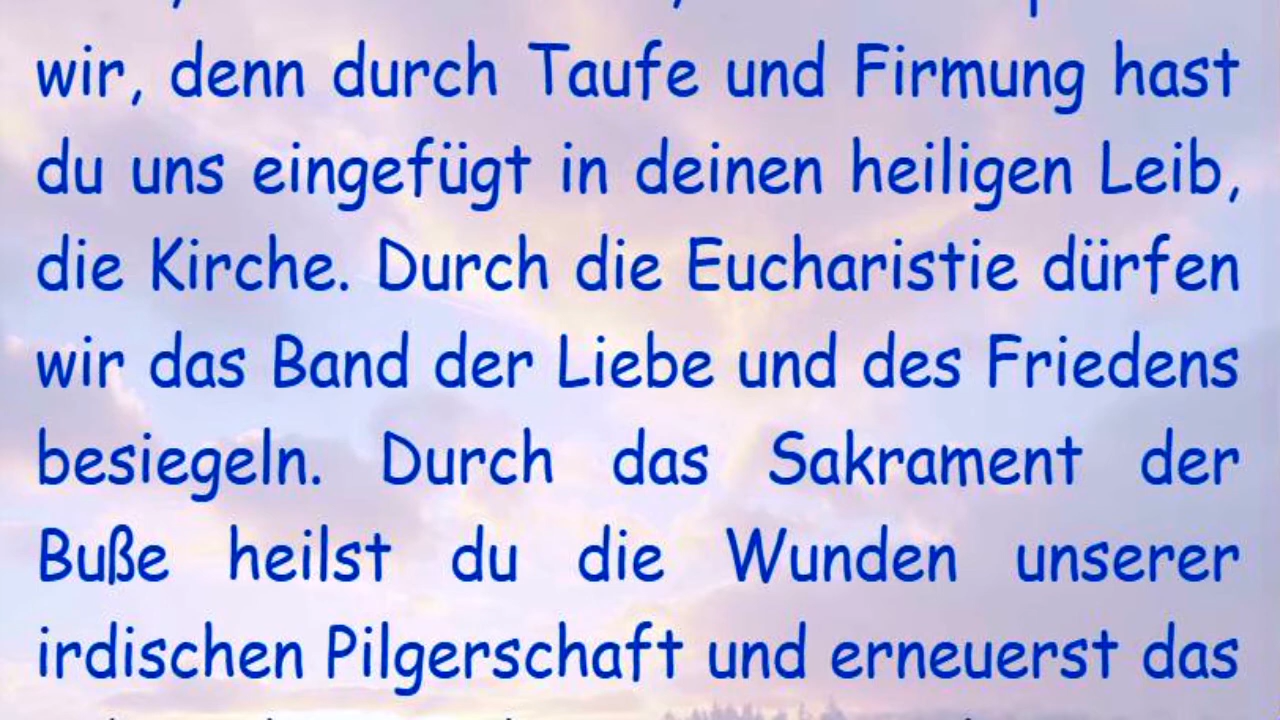 wir, denn durch Taufe und Firmung hast
du uns eingefügt in deinen heiligen Leib,
die Kirche. Durch die Eucharistie dürfen
wir das Band der Liebe und des Friedens
besiegeln. Durch das Sakrament der
Buße heilst du die Wunden unserer
irdischen Pilgerschaft und erneuerst das